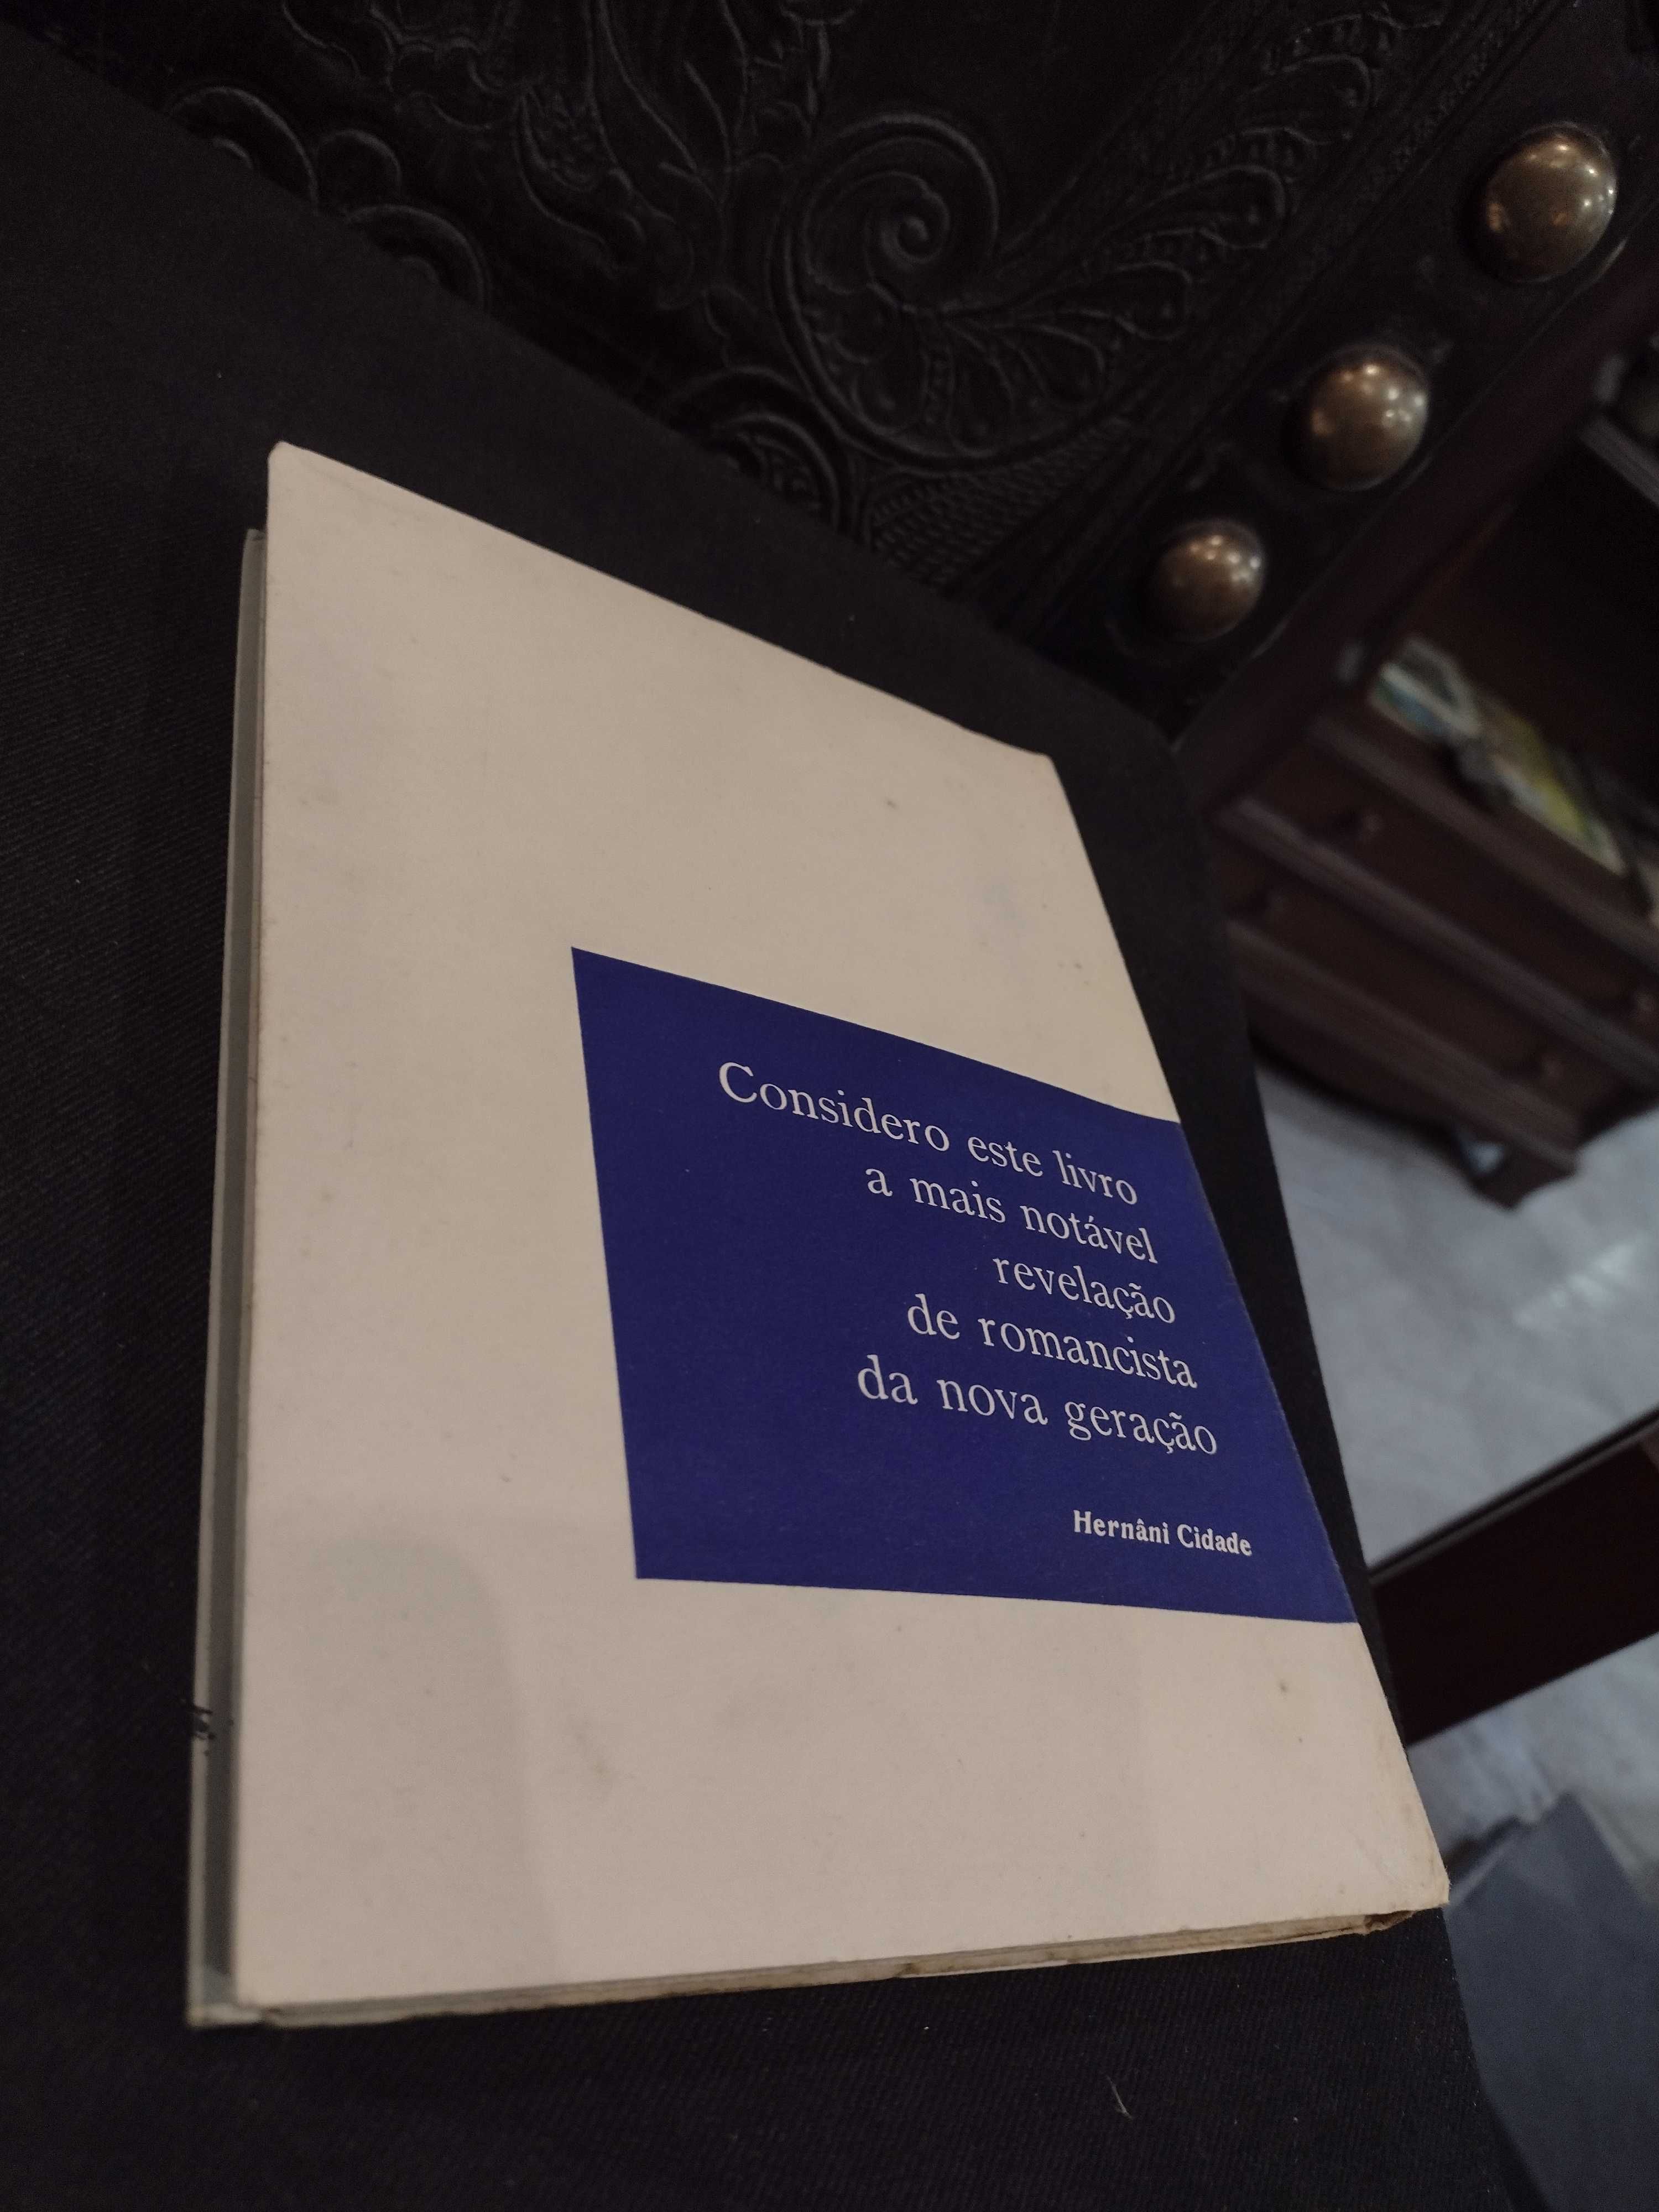 Considero este livro
a mais notável
revelação
de romancista
da nova geração
Hernâni Cidade